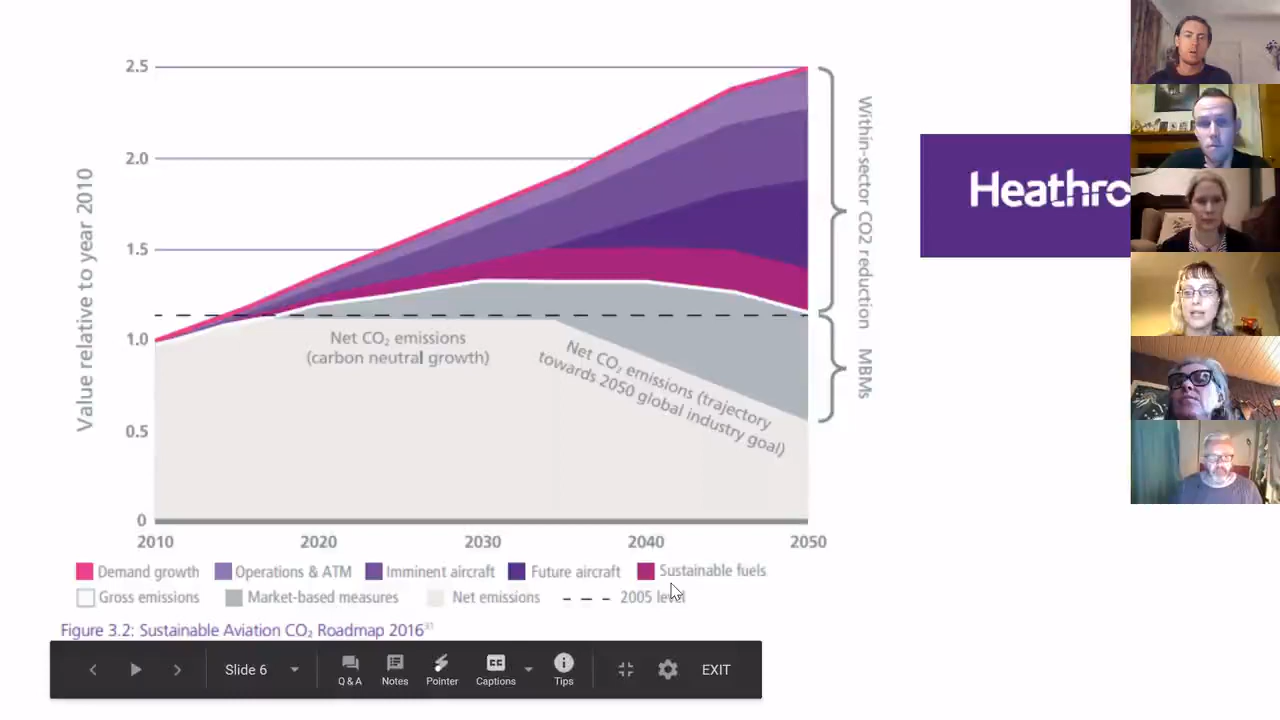 2.5
2.0
1.5
1.0
0.5
0
Value relative to year 2010
2010 2020 2030 2040 2050
Net CO₂ emissions
(carbon neutral growth)
Net CO₂ emissions (trajectory
towards 2050 global industry goal)
Within-sector CO2 reduction
MBMs
Heathro
Demand growth Operations & ATM Imminent aircraft Future aircraft Sustainable fuels
Gross emissions Market-based measures Net emissions 2005 level
Figure 3.2: Sustainable Aviation CO₂ Roadmap 2016³¹
Slide 6
Q & A
Notes
Pointer
CC
Captions
Tips
EXIT